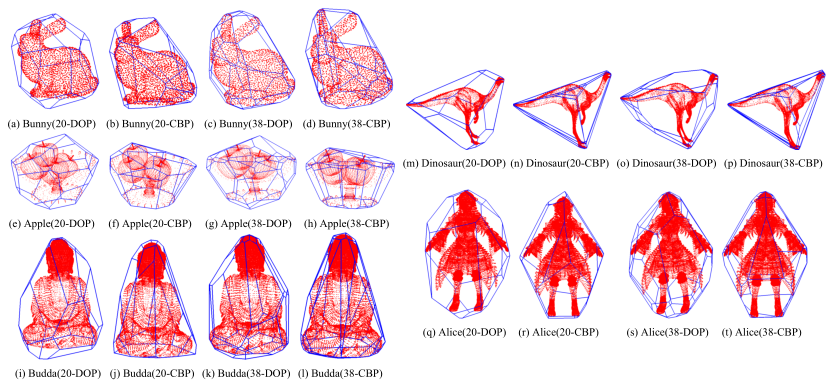 (a) Bunny(20-DOP) (b) Bunny(20-CBP) (c) Bunny(38-DOP) (d) Bunny(38-CBP)
(e) Apple(20-DOP) (f) Apple(20-CBP) (g) Apple(38-DOP) (h) Apple(38-CBP)
(i) Budda(20-DOP) (j) Budda(20-CBP) (k) Budda(38-DOP) (l) Budda(38-CBP)
(m) Dinosaur(20-DOP) (n) Dinosaur(20-CBP) (o) Dinosaur(38-DOP) (p) Dinosaur(38-CBP)
(q) Alice(20-DOP) (r) Alice(20-CBP) (s) Alice(38-DOP) (t) Alice(38-CBP)